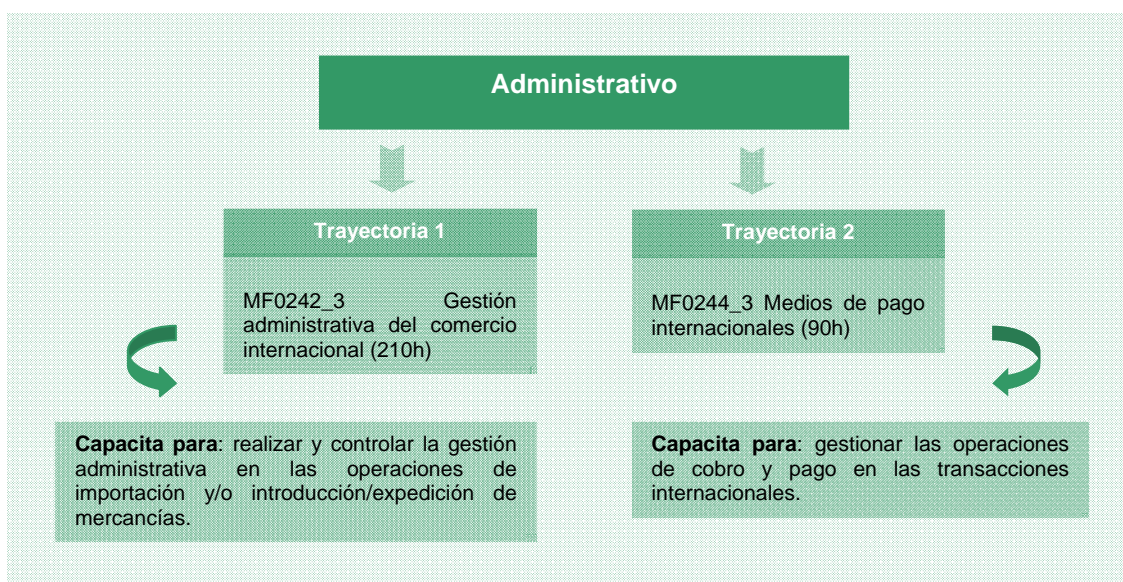 Administrativo
Trayectoria 1
MF0242_3 Gestión
administrativa del comercio
internacional (210h)
Capacita para: realizar y controlar la gestión
administrativa en las operaciones de
importación y/o introducción/expedición de
mercancías.
Trayectoria 2
MF0244_3 Medios de pago
internacionales (90h)
Capacita para: gestionar las operaciones
de cobro y pago en las transacciones
internacionales.